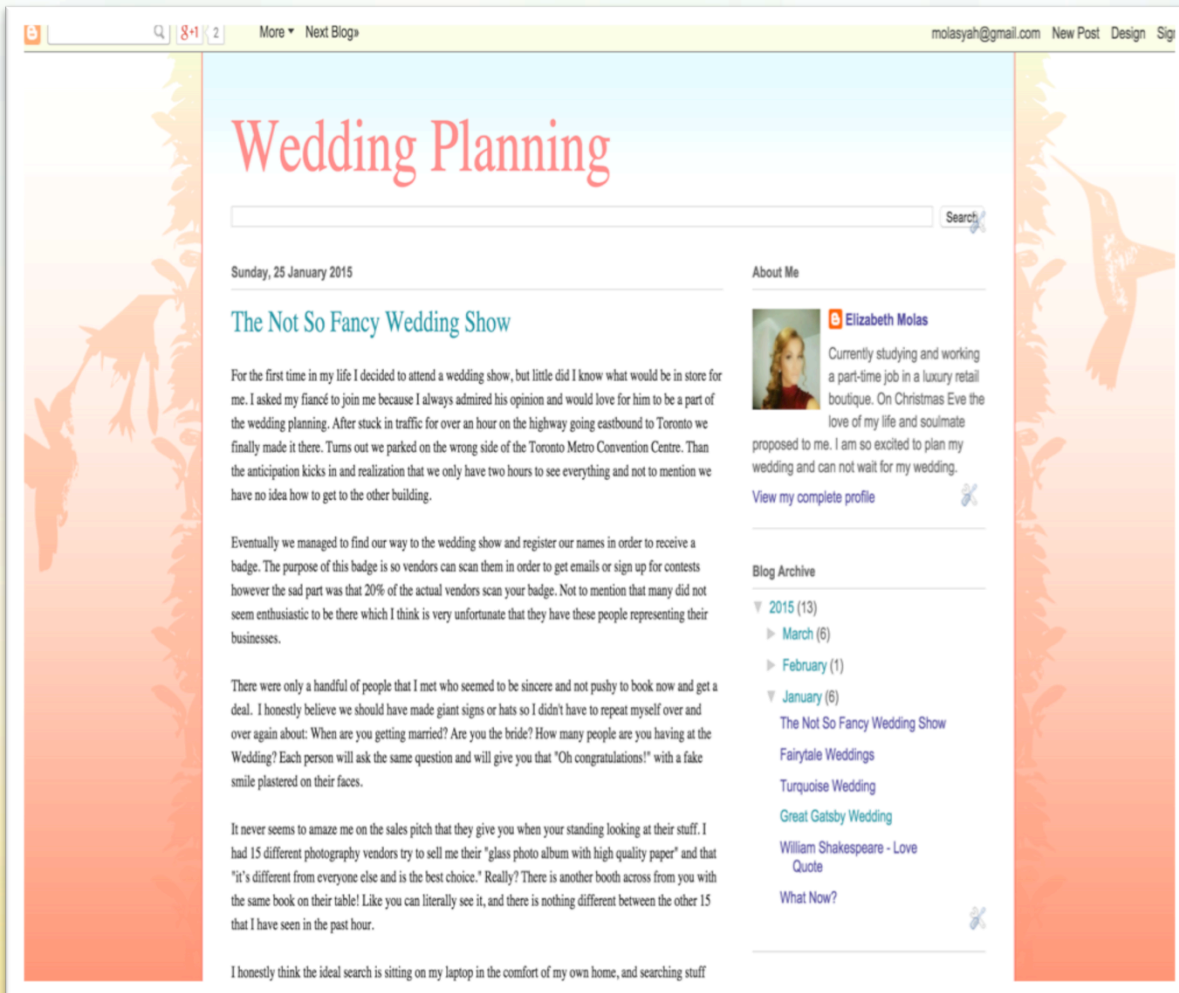 8+1 2 More ▾ Next Blog» molasyah@gmail.com New Post Design
Wedding Planning
Search
Sunday, 25 January 2015
The Not So Fancy Wedding Show
For the first time in my life I decided to attend a wedding show, but little did I know what would be in store for
me. I asked my fiancé to join me because I always admired his opinion and would love for him to be a part of
the wedding planning. After stuck in traffic for over an hour on the highway going eastbound to Toronto we
finally made it there. Turns out we parked on the wrong side of the Toronto Metro Convention Centre. Than
the anticipation kicks in and realization that we only have two hours to see everything and not to mention we
have no idea how to get to the other building.
Eventually we managed to find our way to the wedding show and register our names in order to receive a
badge. The purpose of this badge is so vendors can scan them in order to get emails or sign up for contests
however the sad part was that 20% of the actual vendors scan your badge. Not to mention that many did not
seem enthusiastic to be there which I think is very unfortunate that they have these people representing their
businesses.
There were only a handful of people that I met who seemed to be sincere and not pushy to book now and get a
deal. I honestly believe we should have made giant signs or hats so I didn't have to repeat myself over and
over again about: When are you getting married? Are you the bride? How many people are you having at the
Wedding? Each person will ask the same question and will give you that "Oh congratulations!" with a fake
smile plastered on their faces.
It never seems to amaze me on the sales pitch that they give you when your standing looking at their stuff. I
had 15 different photography vendors try to sell me their "glass photo album with high quality paper" and that
"it's different from everyone else and is the best choice." Really? There is another booth across from you with
the same book on their table! Like you can literally see it, and there is nothing different between the other 15
that I have seen in the past hour.
I honestly think the ideal search is sitting on my laptop in the comfort of my own home, and searching stuff
About Me
Elizabeth Molas
Currently studying and working
a part-time job in a luxury retail
boutique. On Christmas Eve the
love of my life and soulmate
proposed to me. I am so excited to plan my
wedding and can not wait for my wedding.
View my complete profile
Blog Archive
▼ 2015 (13)
► March (6)
► February (1)
▼ January (6)
The Not So Fancy Wedding Show
Fairytale Weddings
Turquoise Wedding
Great Gatsby Wedding
William Shakespeare - Love
Quote
What Now?